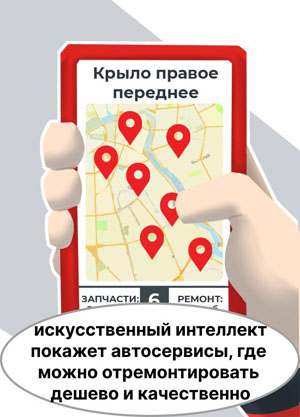 Крыло правое
переднее
ЗАПЧАСТИ: 6 РЕМОНТ:
искусственный интеллект
покажет автосервисы, где
можно отремонтировать
дешево и качественно